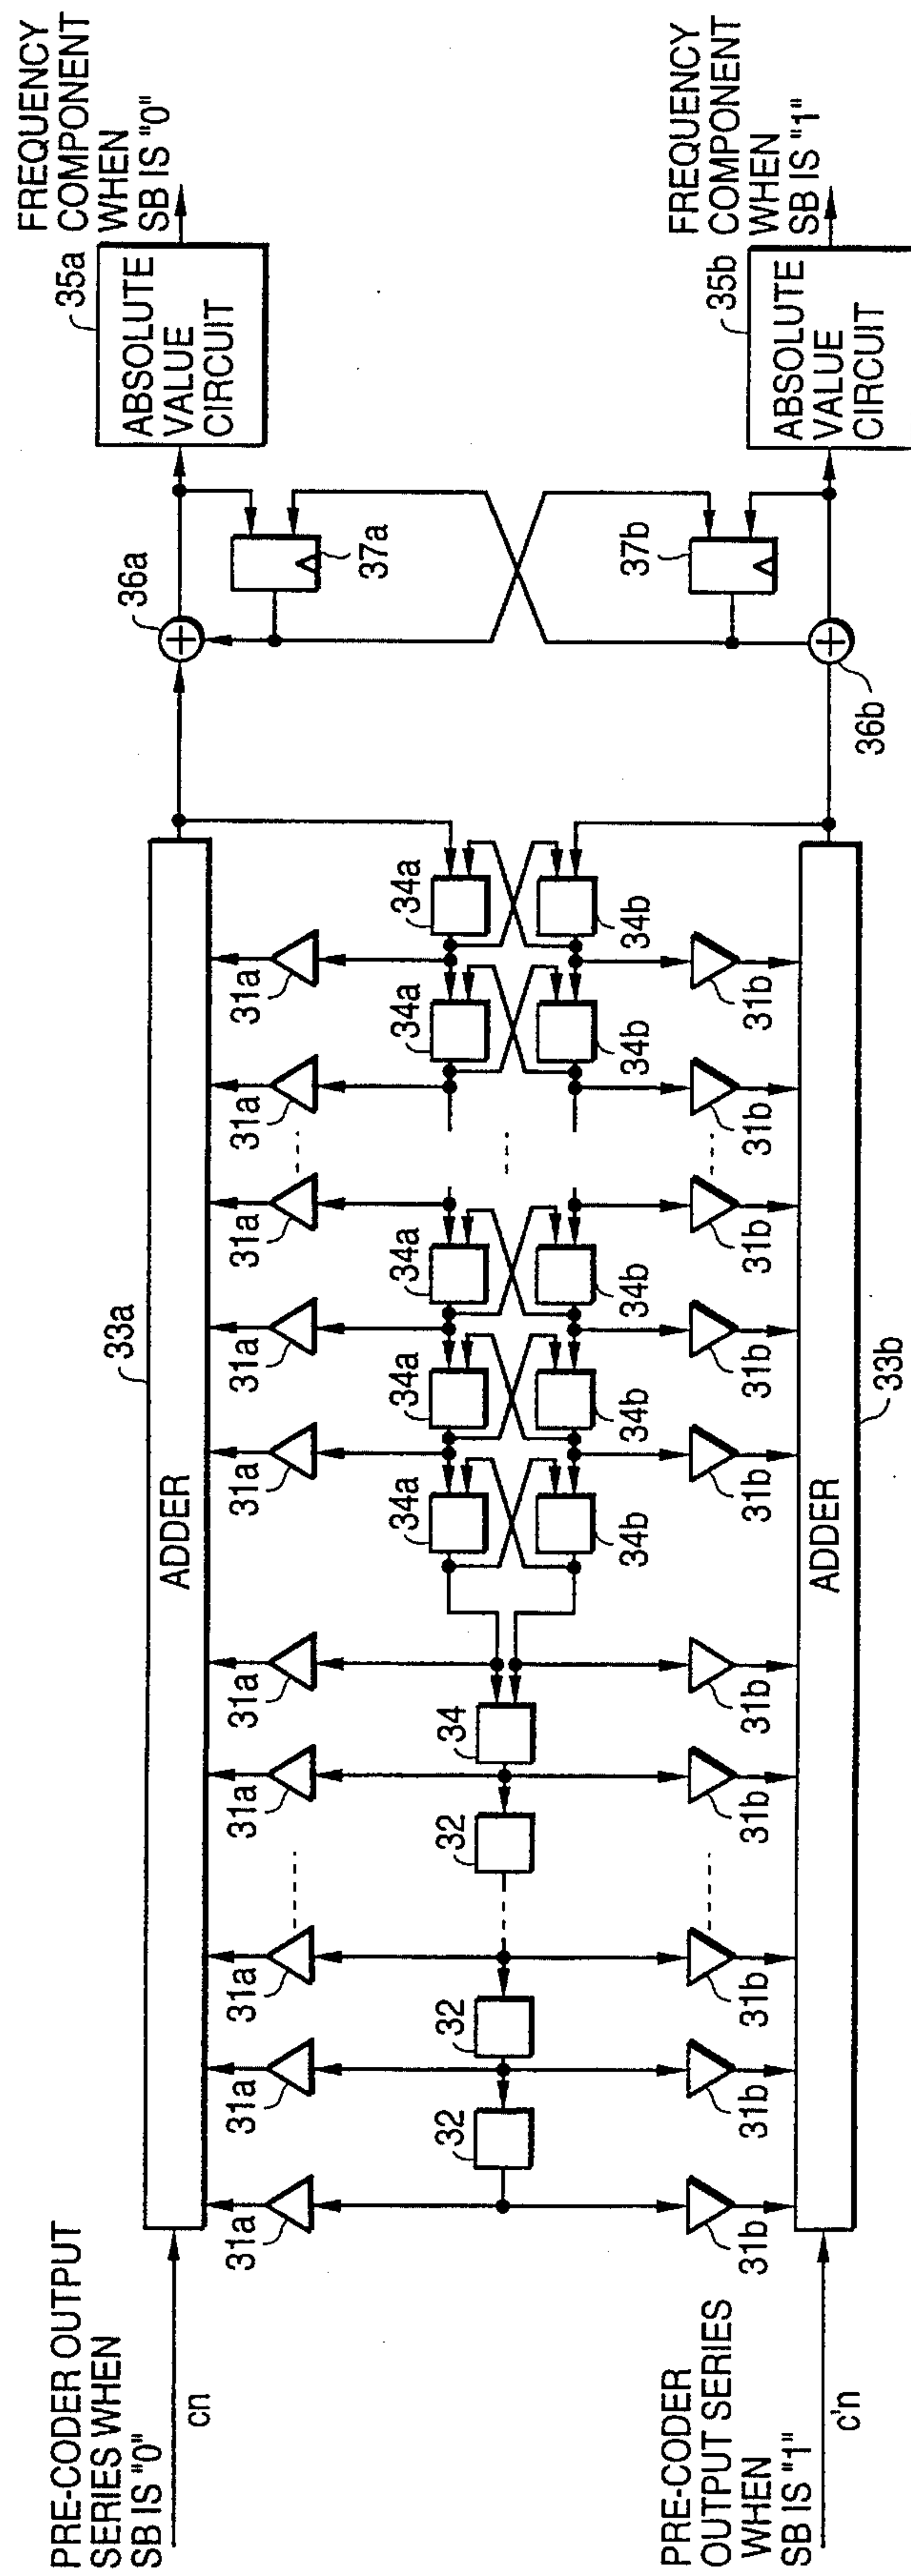 PRE-CODER OUTPUT
SERIES WHEN
SB IS "0"
cn
33a
ADDER
31a
31a
31a
31a
31a
31a
31a
31a
31a
31a
36a
37a
35a
ABSOLUTE
VALUE
CIRCUIT
FREQUENCY
COMPONENT
WHEN
SB IS "0"
32
32
32
34
34a
34a
34a
34a
34a
34b
34b
34b
34b
34b
31b
31b
31b
31b
31b
31b
31b
31b
31b
31b
PRE-CODER
OUTPUT SERIES
WHEN
SB IS "1"
c'n
ADDER
33b
36b
37b
35b
ABSOLUTE
VALUE
CIRCUIT
FREQUENCY
COMPONENT
WHEN
SB IS "1"